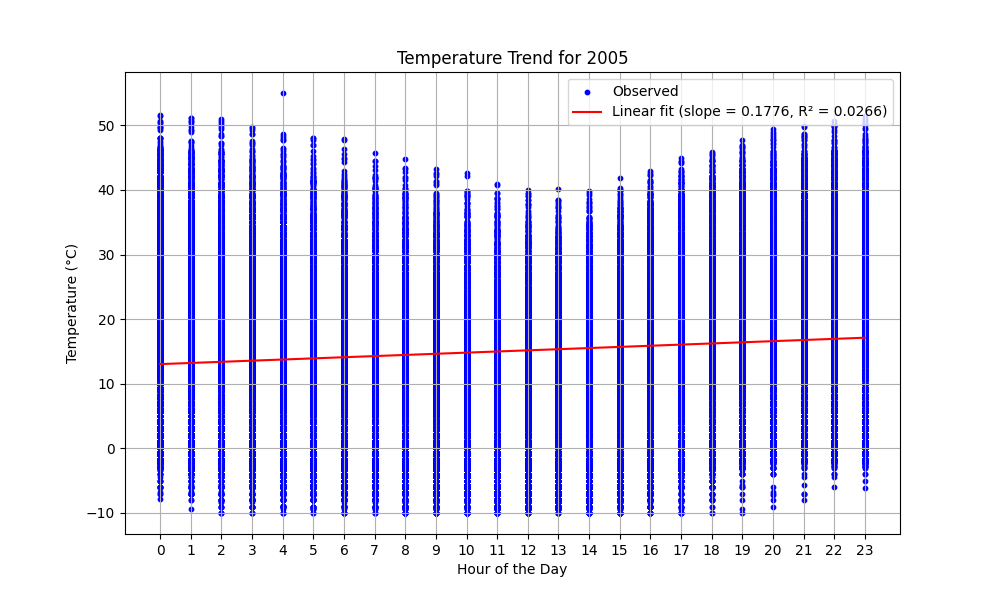 Temperature Trend for 2005
Observed
Linear fit (slope = 0.1776, R² = 0.0266)
Temperature (°C)
50
40
30
20
10
0
−10
0 1 2 3 4 5 6 7 8 9 10 11 12 13 14 15 16 17 18 19 20 21 22 23
Hour of the Day